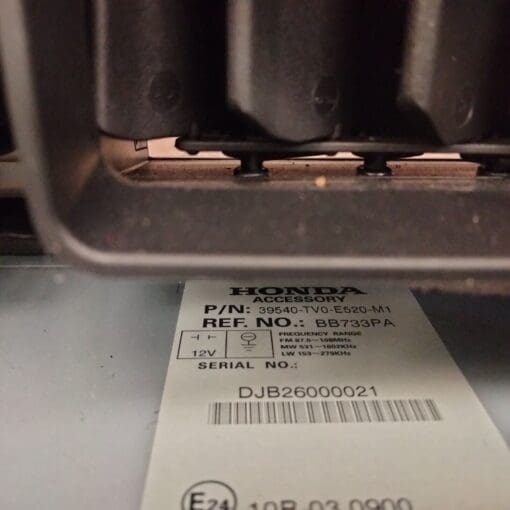 HONDA
ACCESSORY
P/N: 39540-TV0-E520-M1
REF. NO.: BB733PA
12V
FREQUENCY RANGE
FM 87.5-108MHz
MW 531-1602KHz
LW 153-279KHz
SERIAL NO.:
DJB26000021
E24
10R-03 0900